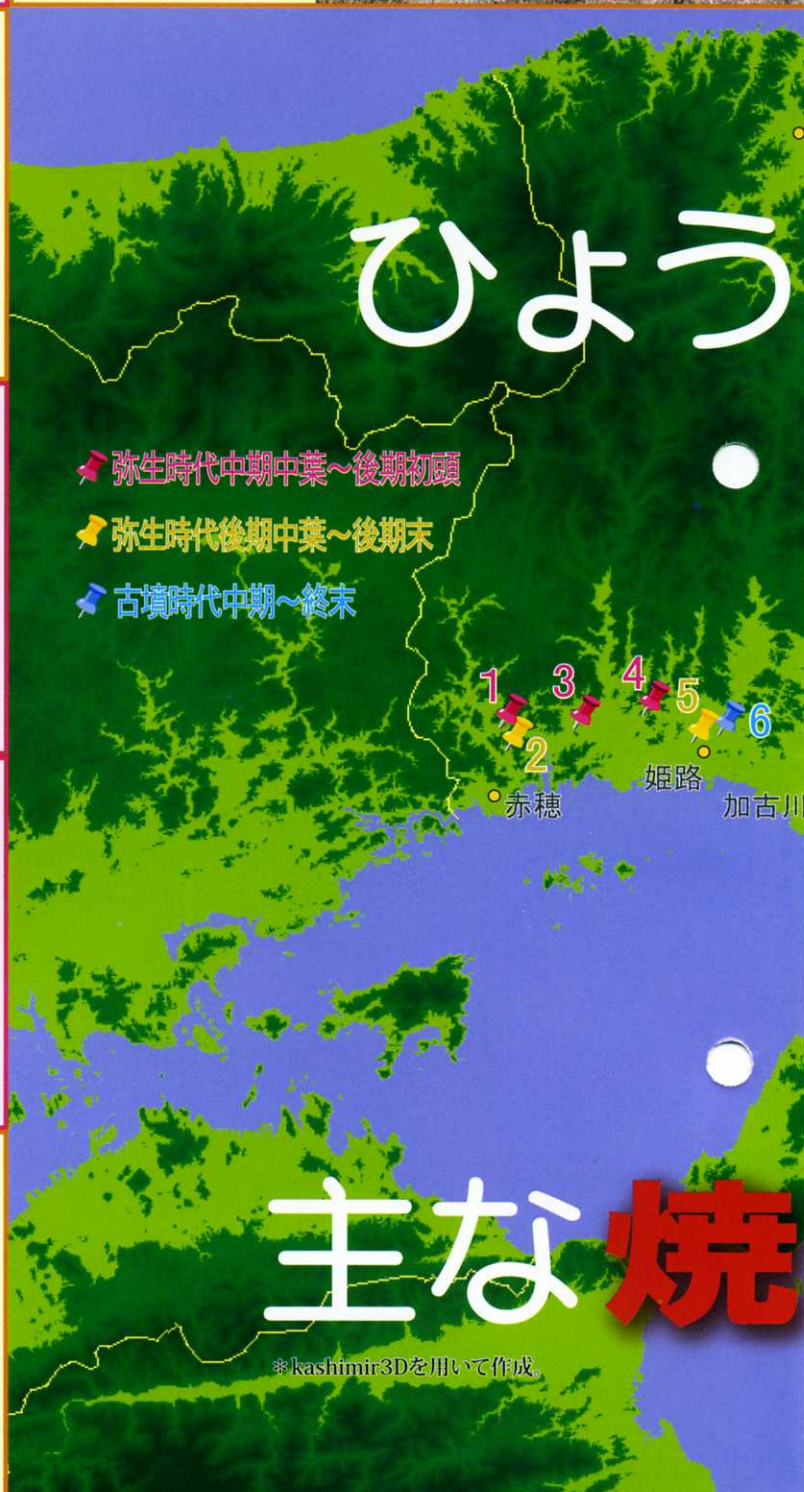 ひょう
弥生時代中期中葉～後期初頭
弥生時代後期中葉～後期末
古墳時代中期～終末
1
3
4
5
6
2
姫路
赤穂
加古川
主な焼
＊kashimir3Dを用いて作成。